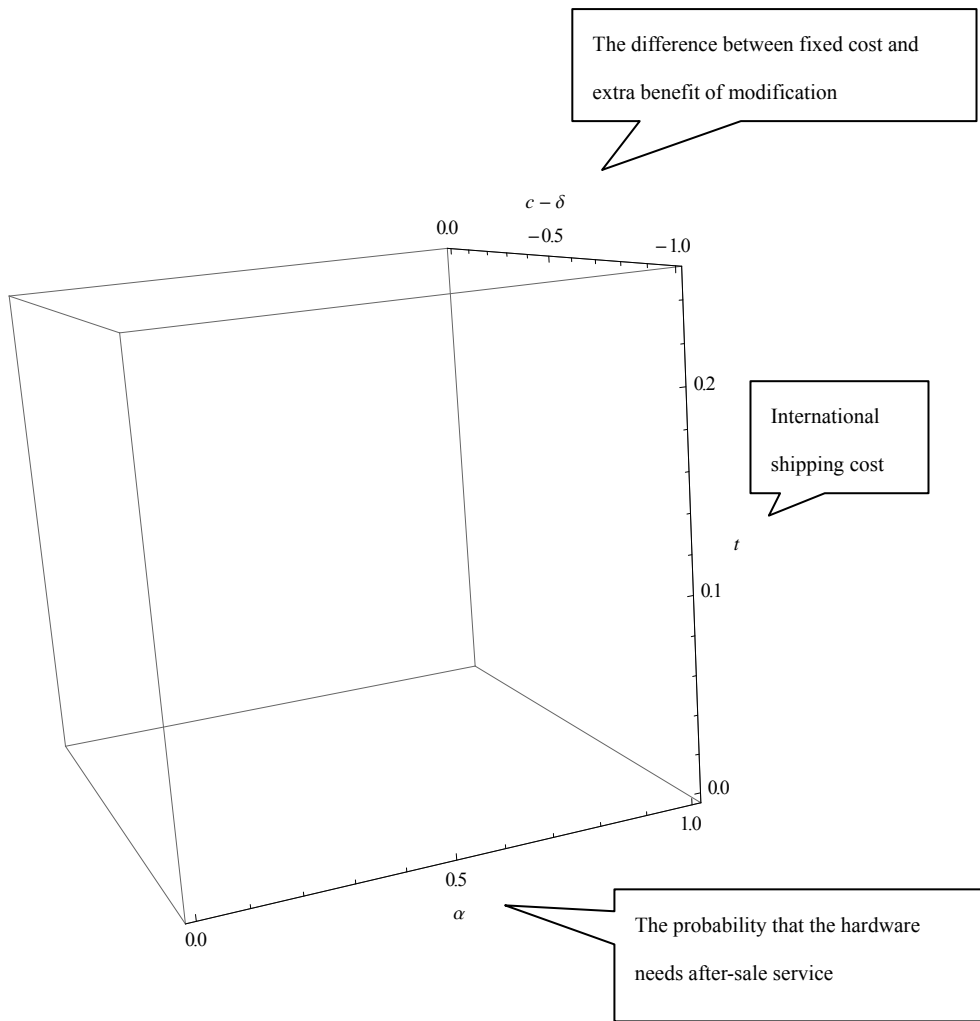 The difference between fixed cost and
extra benefit of modification
c − δ
0.0
−0.5
−1.0
0.2
International
shipping cost
t
0.1
0.0
1.0
0.5
α
0.0
The probability that the hardware
needs after-sale service